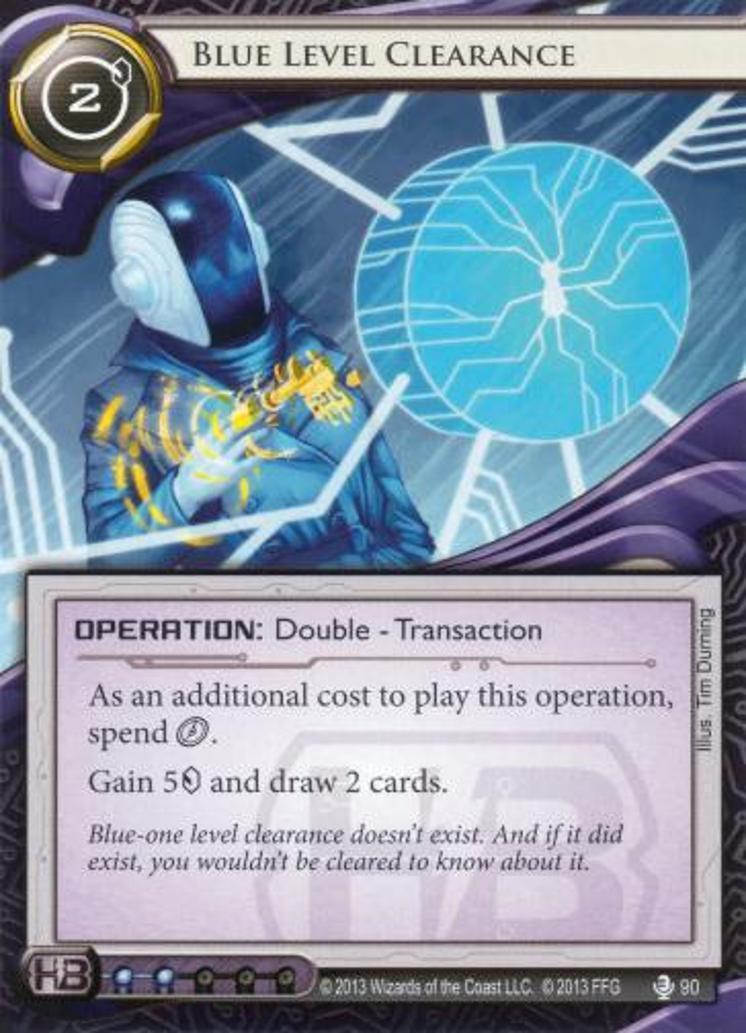 2
BLUE LEVEL CLEARANCE
OPERATION: Double - Transaction
As an additional cost to play this operation,
spend .
Gain 5 and draw 2 cards.
Blue-one level clearance doesn't exist. And if it did
exist, you wouldn't be cleared to know about it.
Illus. Tim Durning
HB
HB
© 2013 Wizards of the Coast LLC. © 2013 FFG
90